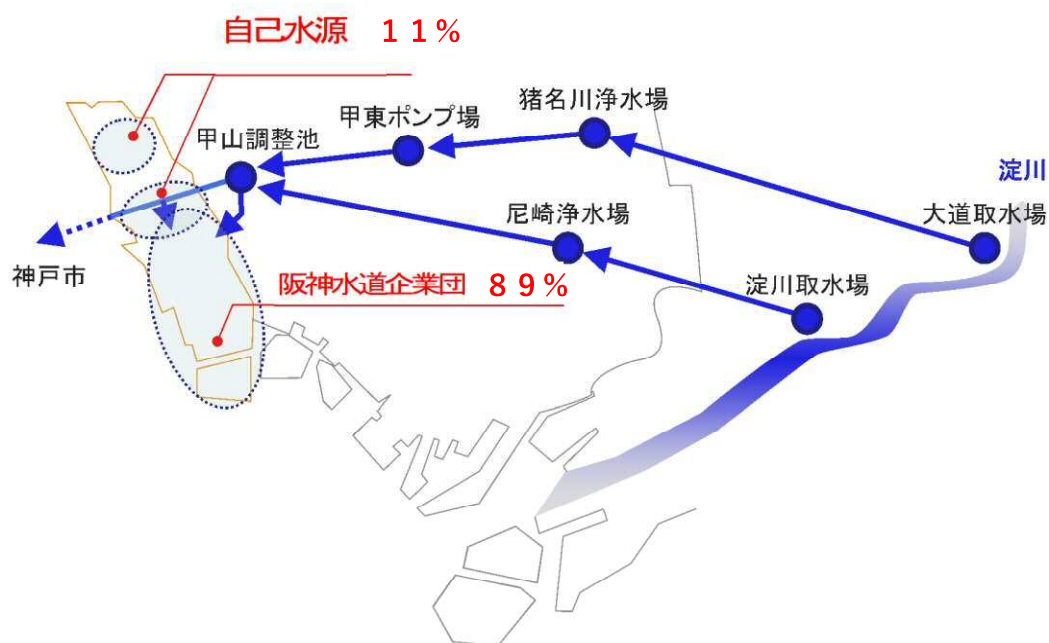 自己水源 11%
猪名川浄水場
甲東ポンプ場
甲山調整池
淀川
大道取水場
尼崎浄水場
神戸市
阪神水道企業団 89%
淀川取水場